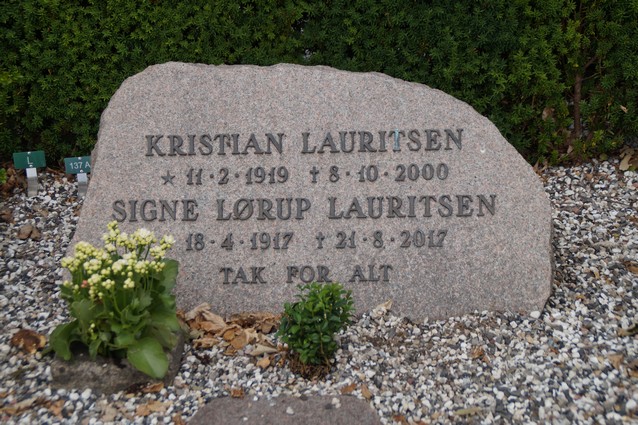 L
137 A
KRISTIAN LAURITSEN
* 11·2·1919 †8·10·2000
SIGNE LØRUP LAURITSEN
18·4·1917 †21·8·2017
TAK FOR ALT